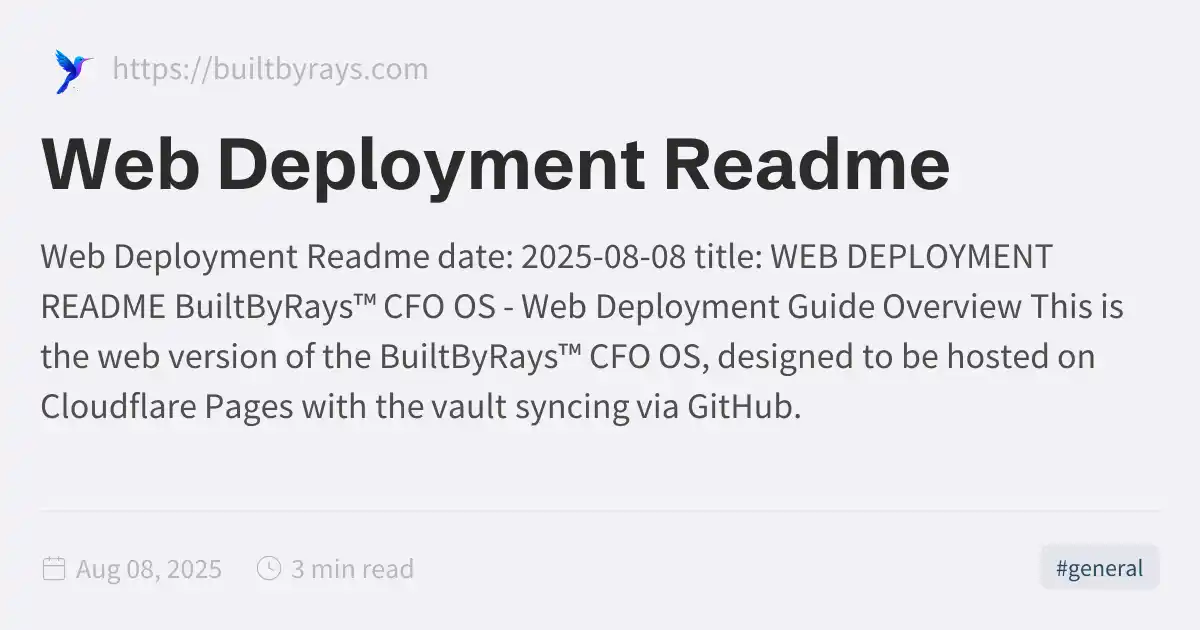 https://builtbyrays.com
Web Deployment Readme
Web Deployment Readme date: 2025-08-08 title: WEB DEPLOYMENT
README BuiltByRays™ CFO OS - Web Deployment Guide Overview This is
the web version of the BuiltByRays™ CFO OS, designed to be hosted on
Cloudflare Pages with the vault syncing via GitHub.
Aug 08, 2025 3 min read
#general